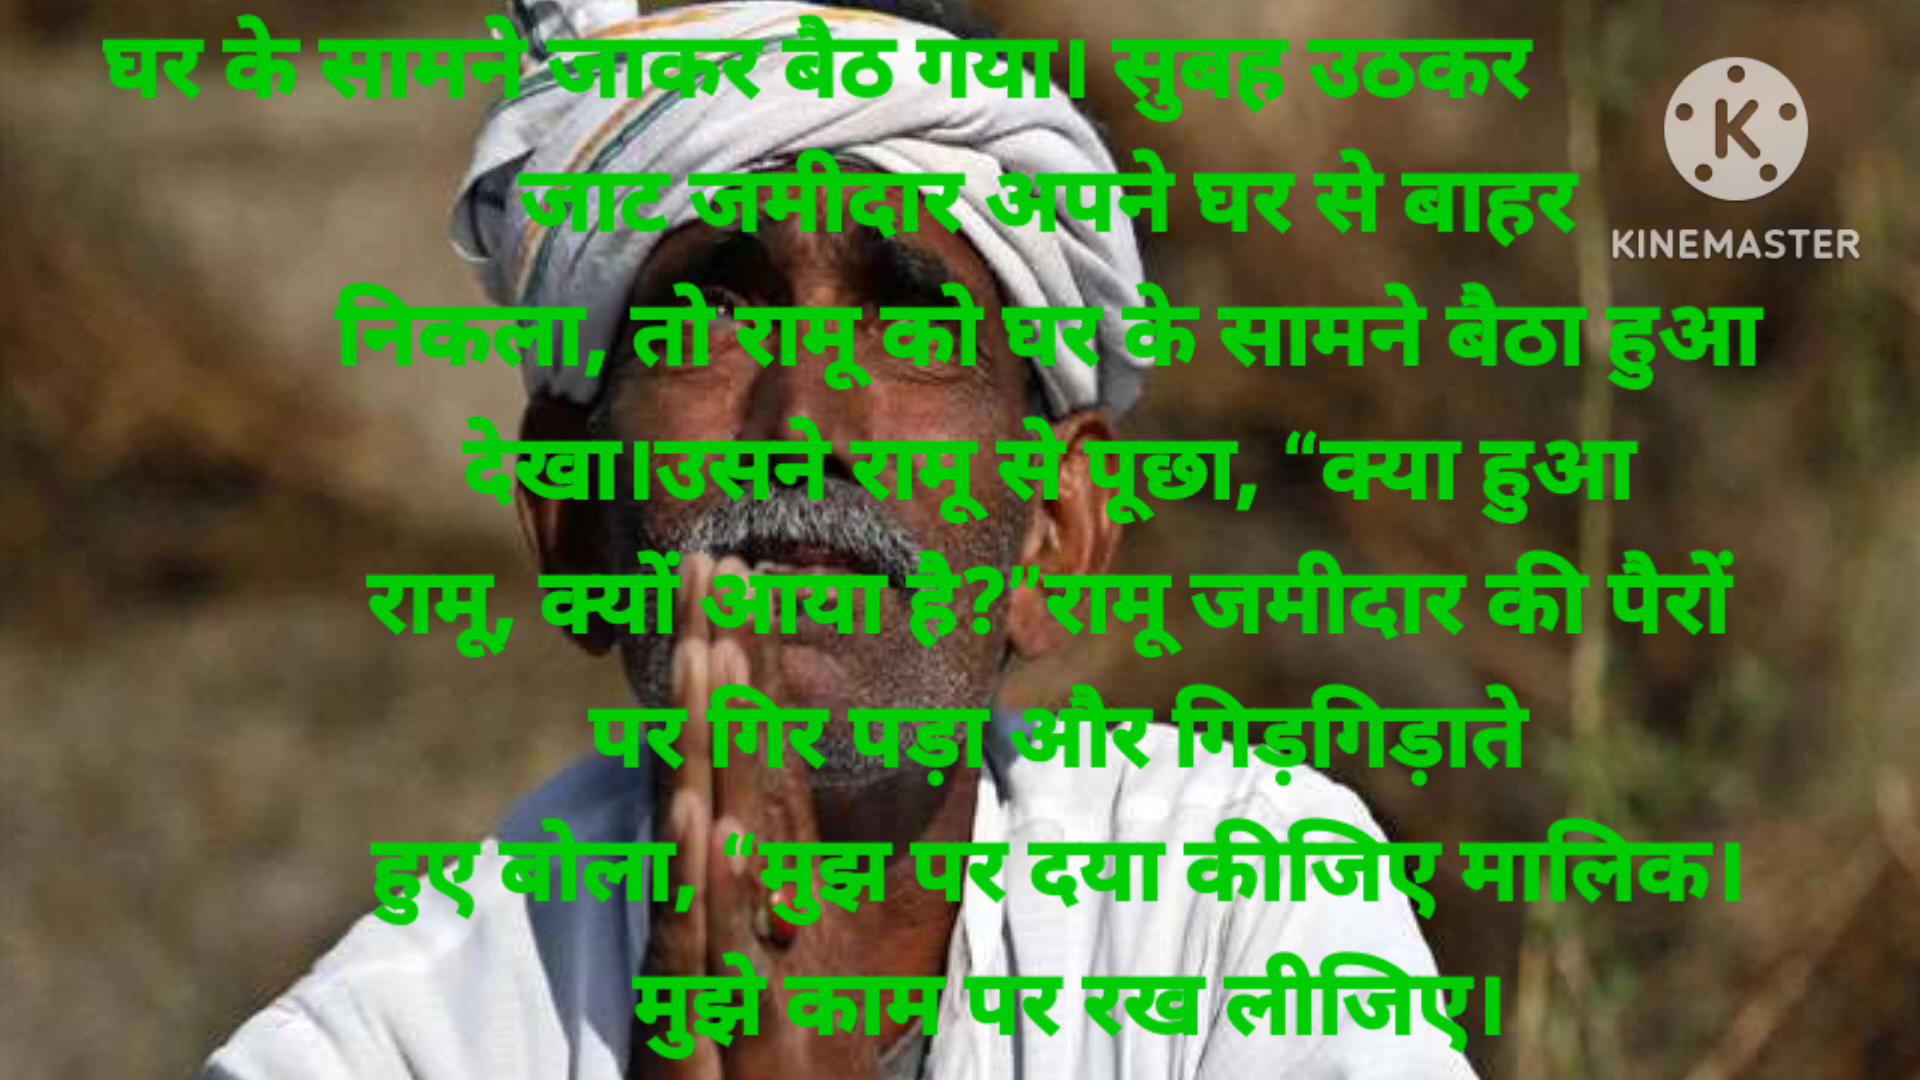 घर के सामने जाकर बैठ गया। सुबह उठकर
जाट जमीदार अपने घर से बाहर
निकला, तो रामू को घर के सामने बैठा हुआ
देखा।उसने रामू से पूछा, “क्या हुआ
रामू, क्यों आया है?”रामू जमीदार की पैरों
पर गिर पड़ा और गिड़गिड़ाते
हुए बोला, “मुझ पर दया कीजिए मालिक।
मुझे काम पर रख लीजिए।
K
KINEMASTER